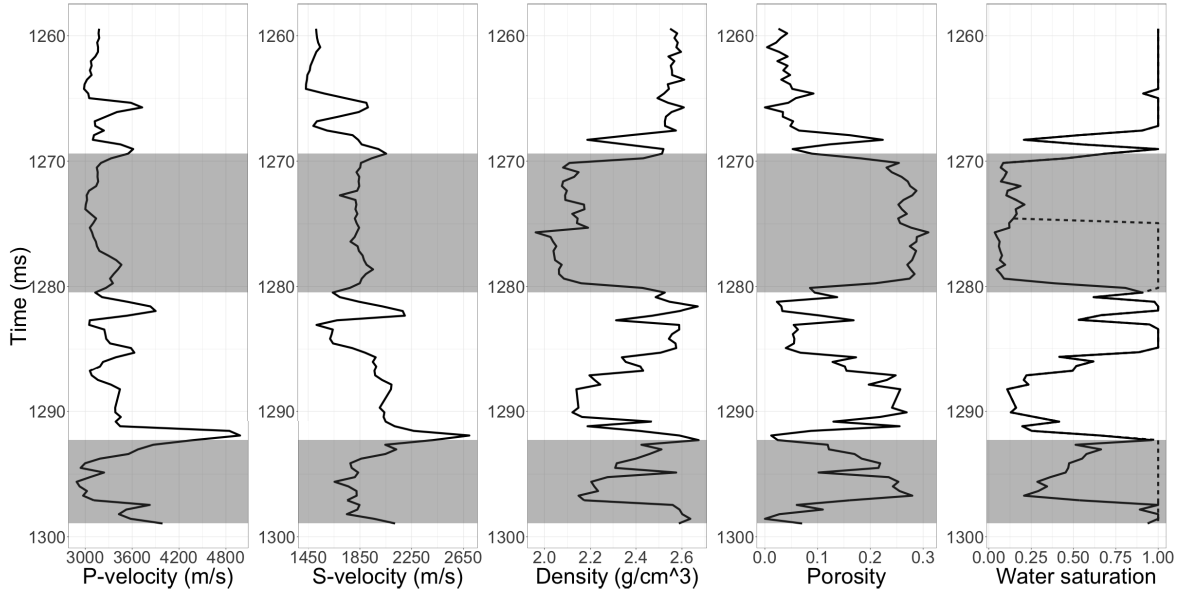 1260 1260 1260 1260 1260
1270 1270 1270 1270 1270
1280 1280 1280 1280 1280
1290 1290 1290 1290 1290
1300 1300 1300 1300 1300
Time (ms)
3000 3600 4200 4800 1450 1850 2250 2650 2.0 2.2 2.4 2.6 0.0 0.1 0.2 0.3 0.00 0.25 0.50 0.75 1.00
P-velocity (m/s) S-velocity (m/s) Density (g/cm^3) Porosity Water saturation